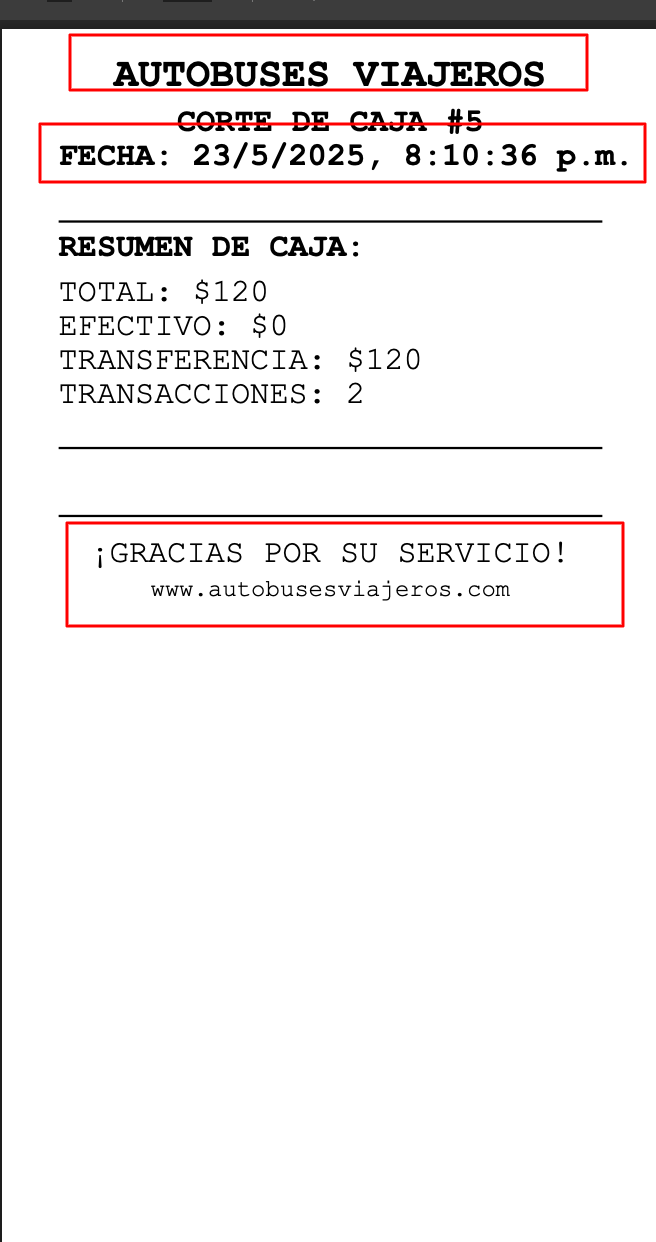 AUTOBUSES VIAJEROS
CORTE DE CAJA #5
FECHA: 23/5/2025, 8:10:36 p.m.
RESUMEN DE CAJA:
TOTAL: $120
EFECTIVO: $0
TRANSFERENCIA: $120
TRANSACCIONES: 2
¡GRACIAS POR SU SERVICIO!
www.autobusesviajeros.com